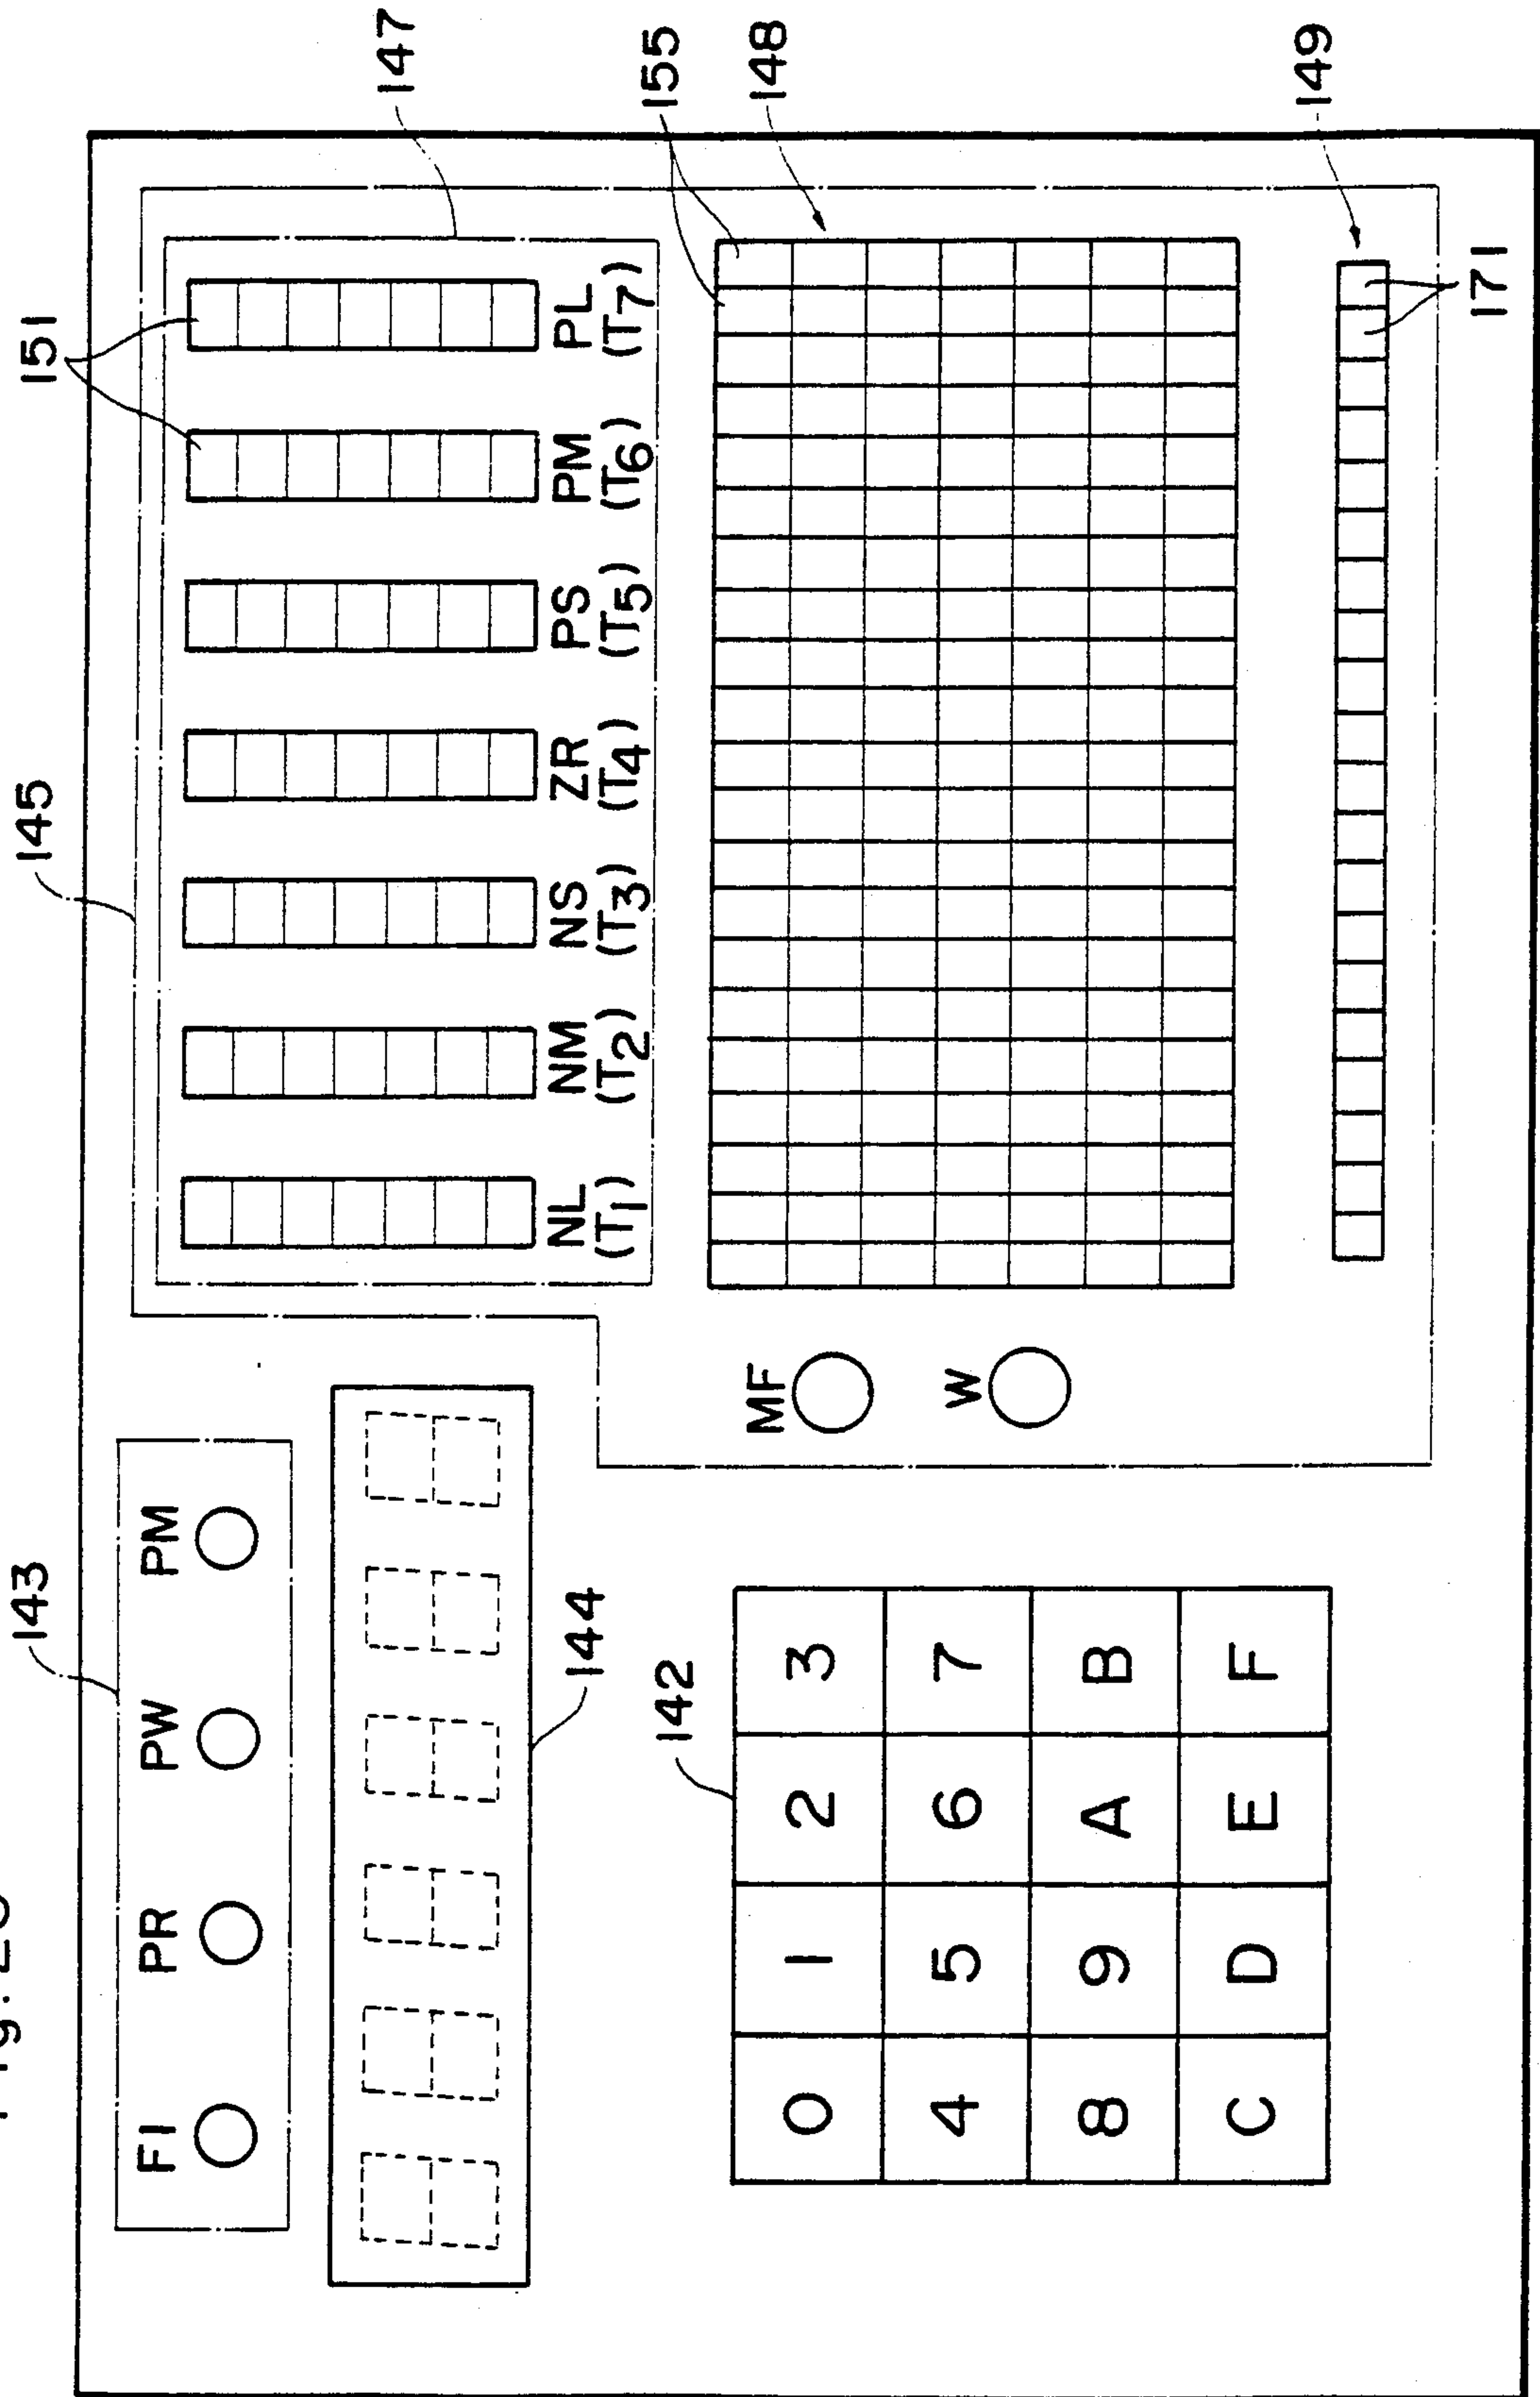 143
145
151
147
FI PR PW PM
NL NM NS ZR PS PM PL
(T1) (T2) (T3) (T4) (T5) (T6) (T7)
144
155
148
142
MF
W
0 1 2 3
4 5 6 7
8 9 A B
C D E F
149
171